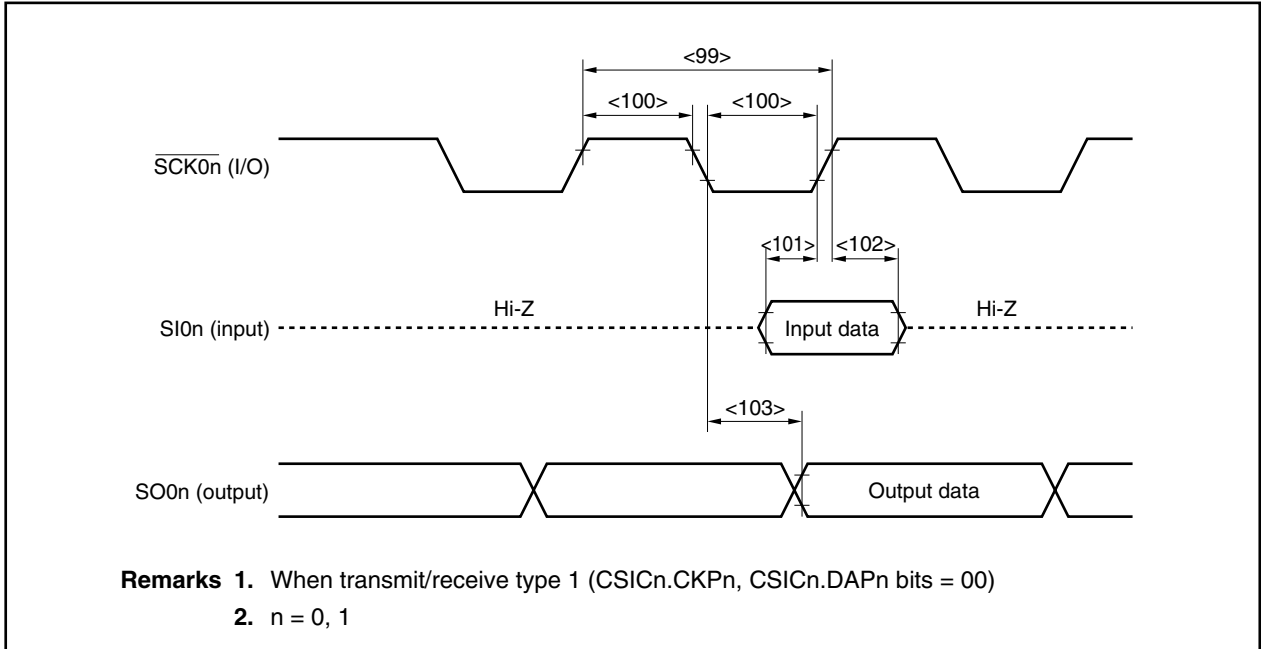 <99>
<100> <100>
SCK0n (I/O)
<101> <102>
Hi-Z Hi-Z
SI0n (input) Input data
<103>
SO0n (output) Output data
Remarks 1. When transmit/receive type 1 (CSICn.CKPn, CSICn.DAPn bits = 00)
2. n = 0, 1